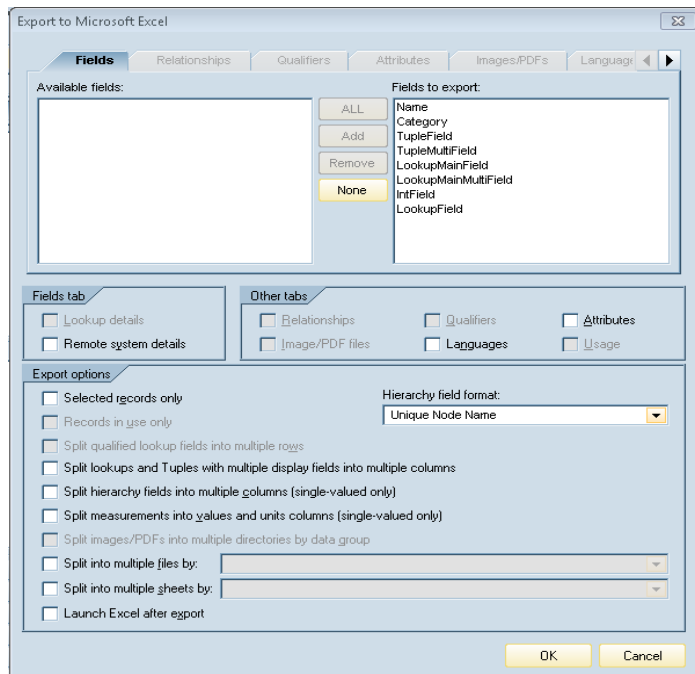 Export to Microsoft Excel
Fields Relationships Qualifiers Attributes Images/PDFs Language
Available fields:
Fields to export:
ALL
Add
Remove
None
Name
Category
TupleField
TupleMultiField
LookupMainField
LookupMainMultiField
IntField
LookupField
Fields tab
Lookup details
Remote system details
Other tabs
Relationships Qualifiers Attributes
Image/PDF files Languages Usage
Export options
Selected records only
Hierarchy field format:
Records in use only
Unique Node Name
Split qualified lookup fields into multiple rows
Split lookups and Tuples with multiple display fields into multiple columns
Split hierarchy fields into multiple columns (single-valued only)
Split measurements into values and units columns (single-valued only)
Split images/PDFs into multiple directories by data group
Split into multiple files by:
Split into multiple sheets by:
Launch Excel after export
OK Cancel